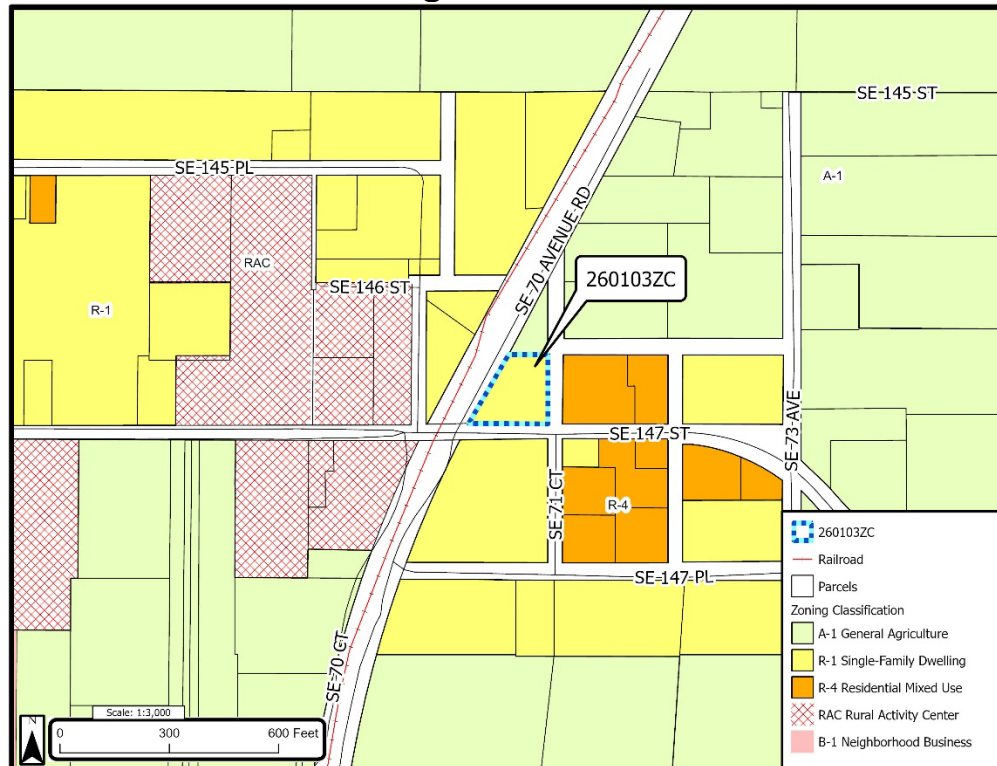 SE 145 ST
SE 145 PL
A-1
SE 70 AVENUE RD
RAC
260103ZC
SE 146 ST
R-1
SE 147 ST
SE 73 AVE
SE 71 CT
R-4
SE 147 PL
SE 70 CT
260103ZC
Railroad
Parcels
Zoning Classification
A-1 General Agriculture
R-1 Single-Family Dwelling
R-4 Residential Mixed Use
RAC Rural Activity Center
B-1 Neighborhood Business
Scale: 1:3,000
N
0 300 600 Feet